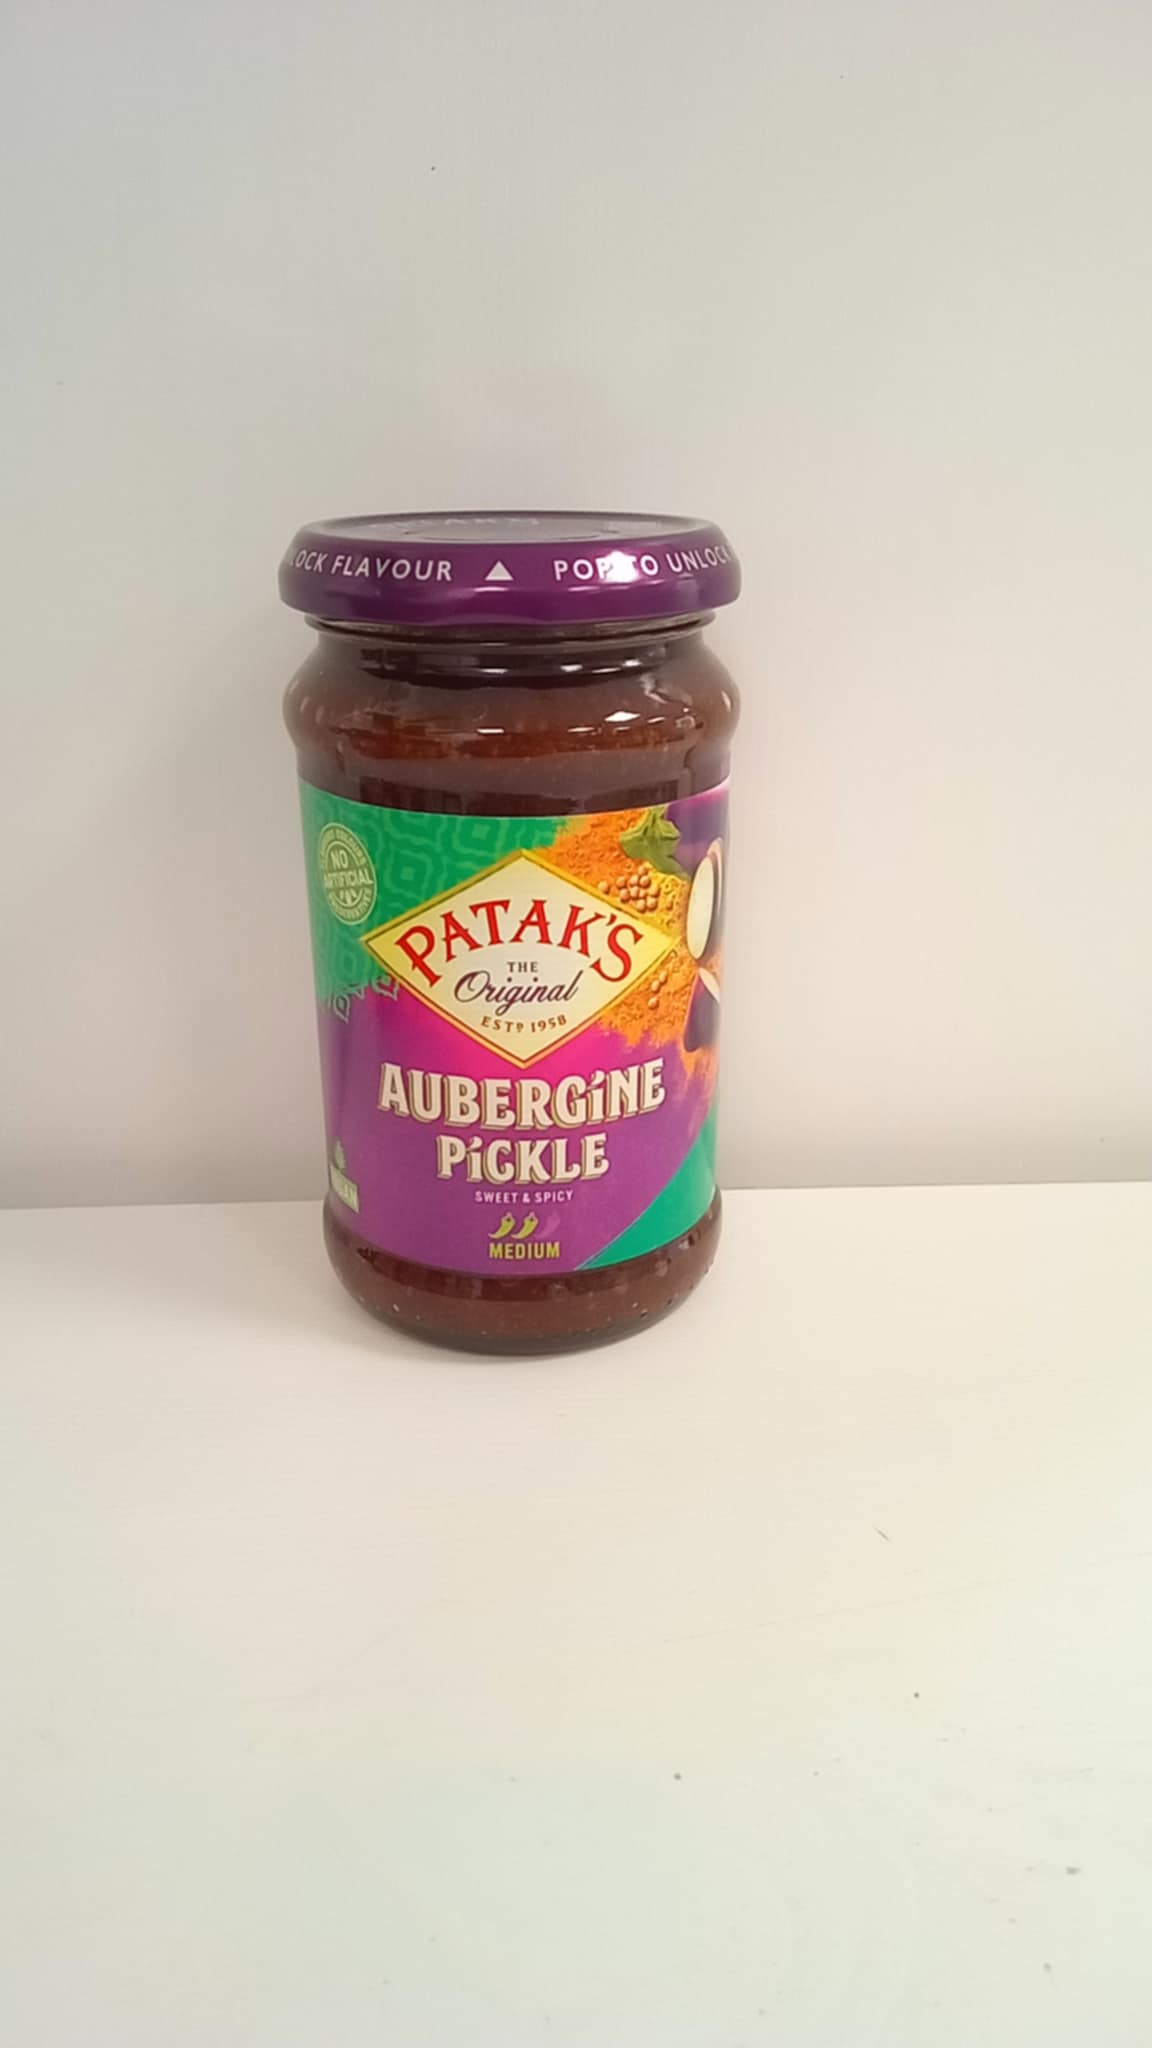 LOCK FLAVOUR ▲ POP TO UNLOCK
NO
ARTIFICIAL
PATAK'S
THE
Original
ESTD 1958
AUBERGINE
PICKLE
SWEET & SPICY
MEDIUM